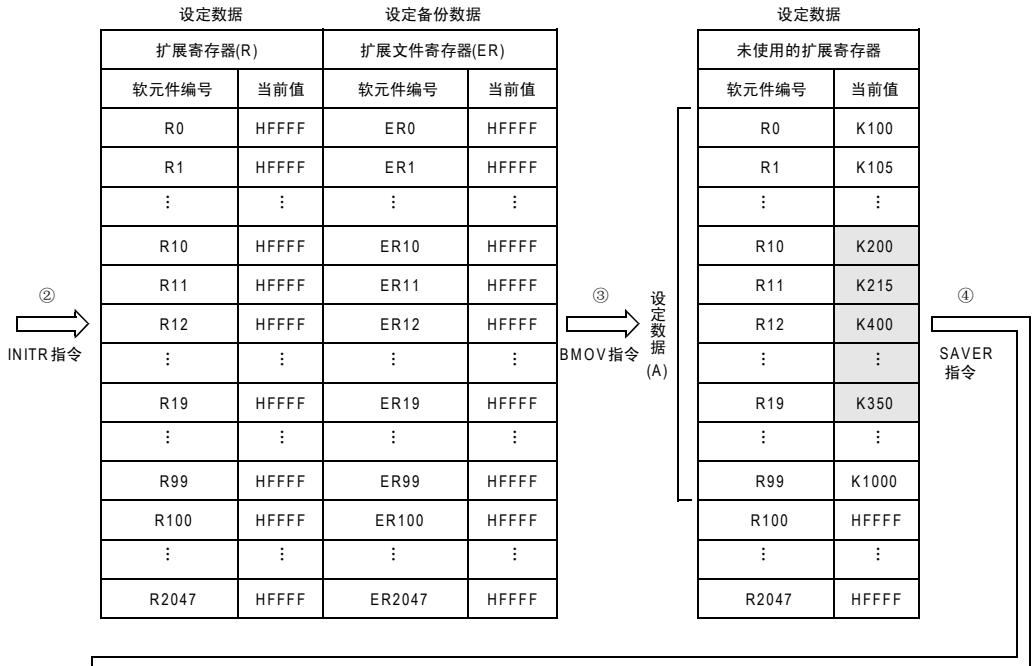 设定数据 设定备份数据 设定数据
扩展寄存器(R) 扩展文件寄存器(ER) 未使用的扩展寄存器
软元件编号 当前值 软元件编号 当前值 软元件编号 当前值
R0 HFFFF ER0 HFFFF R0 K100
R1 HFFFF ER1 HFFFF R1 K105
⋮ ⋮ ⋮ ⋮ ⋮ ⋮
R10 HFFFF ER10 HFFFF R10 K200
R11 HFFFF ER11 HFFFF R11 K215
R12 HFFFF ER12 HFFFF R12 K400
⋮ ⋮ ⋮ ⋮ ⋮ ⋮
R19 HFFFF ER19 HFFFF R19 K350
⋮ ⋮ ⋮ ⋮ ⋮ ⋮
R99 HFFFF ER99 HFFFF R99 K1000
R100 HFFFF ER100 HFFFF R100 HFFFF
⋮ ⋮ ⋮ ⋮ ⋮ ⋮
R2047 HFFFF ER2047 HFFFF R2047 HFFFF
②
INITR指令
③
BMOV指令
设定数据
(A)
④
SAVER
指令